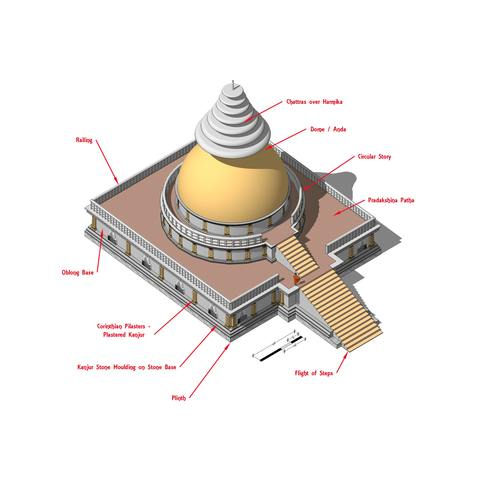 Chattras over Harmika
Dome / Anda
Railing
Circular Story
Pradakshina Patha
Oblong Base
Corinthian Pilasters -
Plastered Kanjur
Kanjur Stone Moulding on Stone Base
Flight of Steps
Plinth